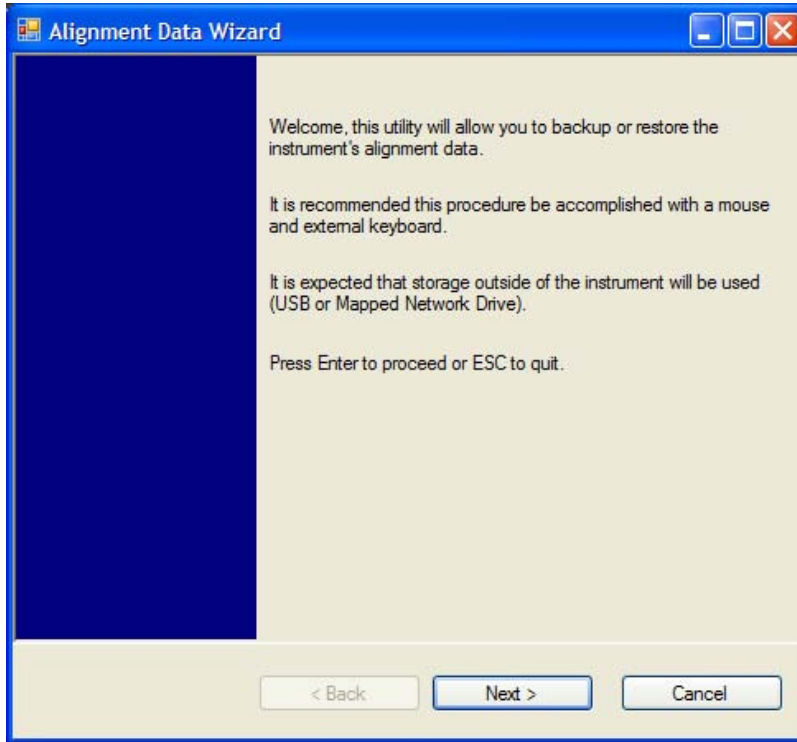 Alignment Data Wizard
Welcome, this utility will allow you to backup or restore the
instrument's alignment data.
It is recommended this procedure be accomplished with a mouse
and external keyboard.
It is expected that storage outside of the instrument will be used
(USB or Mapped Network Drive).
Press Enter to proceed or ESC to quit.
< Back
Next >
Cancel